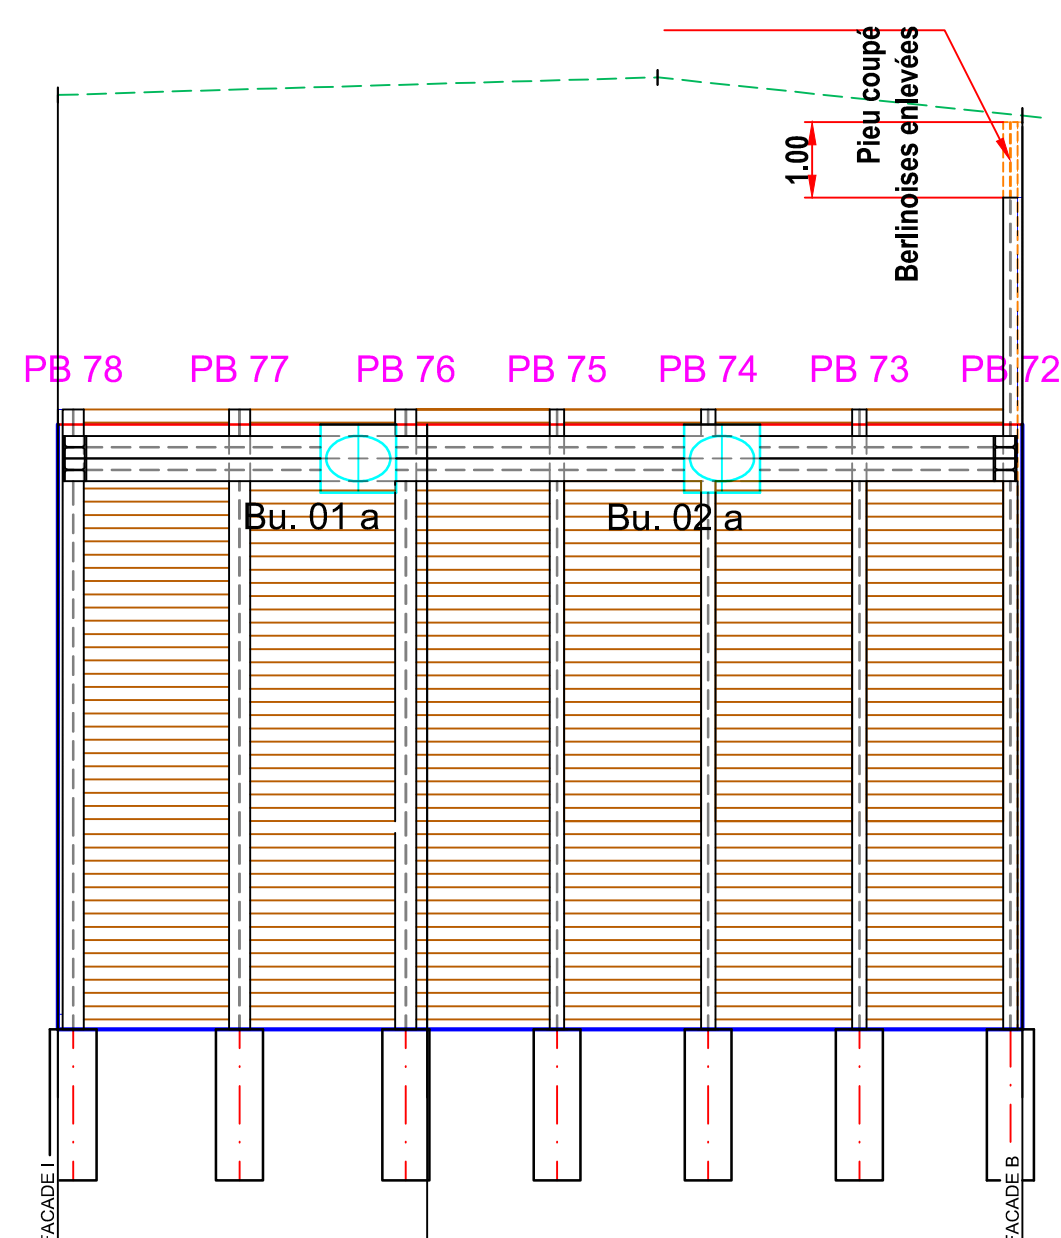 Pieu coupé
Berlinoises enlevées
1.00
PB 78 PB 77 PB 76 PB 75 PB 74 PB 73 PB 72
Bu. 01 a Bu. 02 a
FACADE I
FACADE B